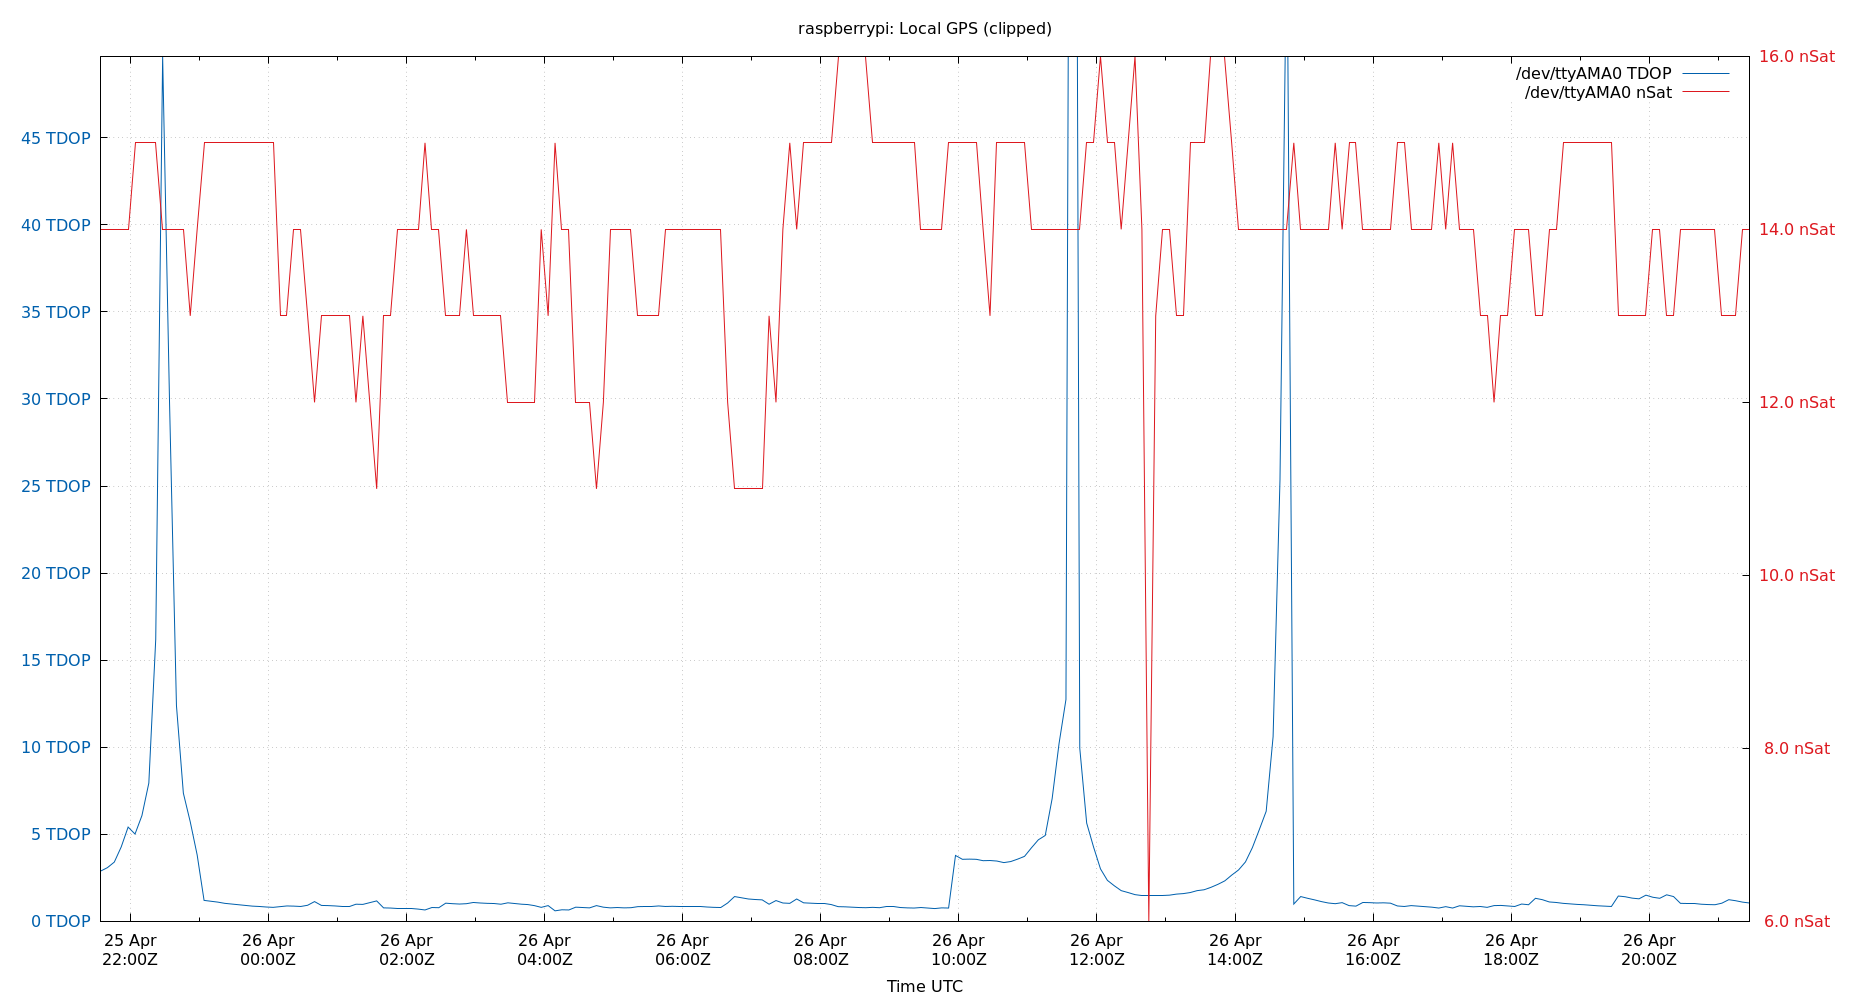 raspberrypi: Local GPS (clipped)
16.0 nSat
/dev/ttyAMA0 TDOP
/dev/ttyAMA0 nSat
45 TDOP
40 TDOP
14.0 nSat
35 TDOP
30 TDOP
12.0 nSat
25 TDOP
20 TDOP
10.0 nSat
15 TDOP
10 TDOP
8.0 nSat
5 TDOP
0 TDOP
6.0 nSat
25 Apr 26 Apr 26 Apr 26 Apr 26 Apr 26 Apr 26 Apr 26 Apr 26 Apr 26 Apr 26 Apr 26 Apr
22:00Z 00:00Z 02:00Z 04:00Z 06:00Z 08:00Z 10:00Z 12:00Z 14:00Z 16:00Z 18:00Z 20:00Z
Time UTC